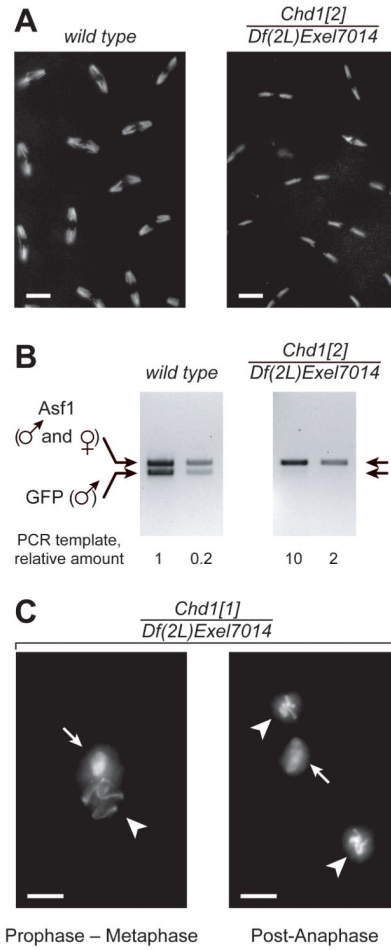 A
wild type
Chd1[2]
Df(2L)Exel7014
B
wild type
Chd1[2]
Df(2L)Exel7014
Asf1
(♂ and ♀)
GFP (♂)
PCR template,
relative amount
1 0.2 10 2
C
Chd1[1]
Df(2L)Exel7014
Prophase – Metaphase
Post-Anaphase